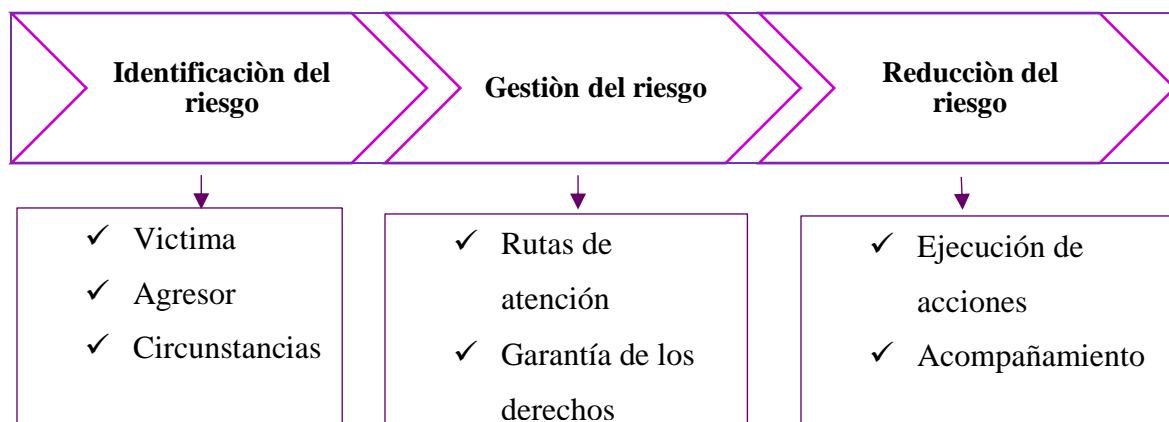 Identificaciòn del
riesgo
Gestiòn del riesgo
Reducciòn del
riesgo
✓ Victima
✓ Agresor
✓ Circunstancias
✓ Rutas de
atención
✓ Garantía de los
derechos
✓ Ejecución de
acciones
✓ Acompañamiento